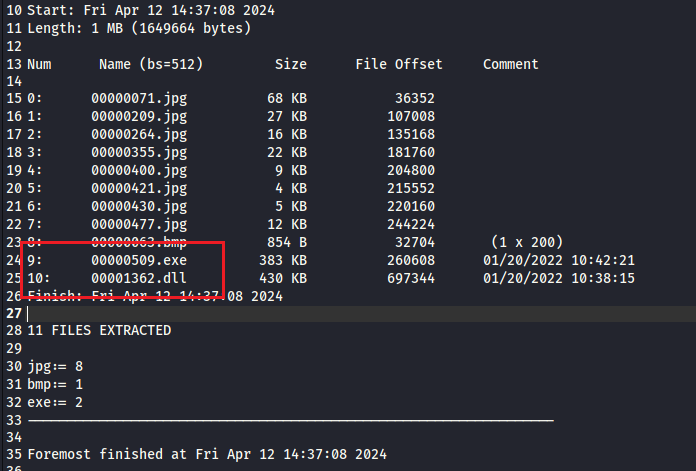 10 Start: Fri Apr 12 14:37:08 2024
11 Length: 1 MB (1649664 bytes)
12
13 Num Name (bs=512) Size File Offset Comment
14
15 0: 00000071.jpg 68 KB 36352
16 1: 00000209.jpg 27 KB 107008
17 2: 00000264.jpg 16 KB 135168
18 3: 00000355.jpg 22 KB 181760
19 4: 00000400.jpg 9 KB 204800
20 5: 00000421.jpg 4 KB 215552
21 6: 00000430.jpg 5 KB 220160
22 7: 00000477.jpg 12 KB 244224
23 8: 00000063.bmp 854 B 32704 (1 x 200)
24 9: 00000509.exe 383 KB 260608 01/20/2022 10:42:21
25 10: 00001362.dll 430 KB 697344 01/20/2022 10:38:15
26 Finish: Fri Apr 12 14:37:08 2024
27
28 11 FILES EXTRACTED
29
30 jpg:= 8
31 bmp:= 1
32 exe:= 2
33 ------------------------------------------------------------------
34
35 Foremost finished at Fri Apr 12 14:37:08 2024
36